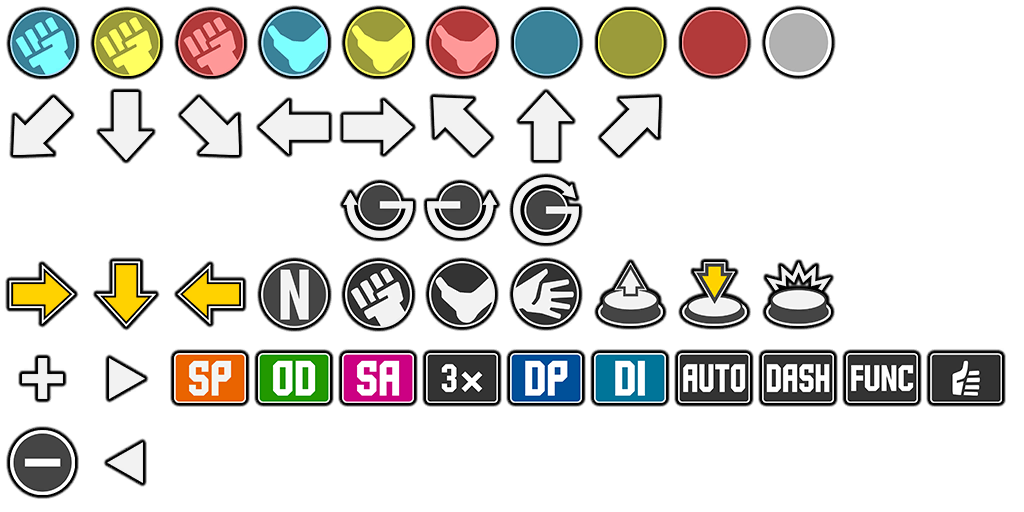 N
+ SP OD SA 3× DP DI AUTO DASH FUNC
−